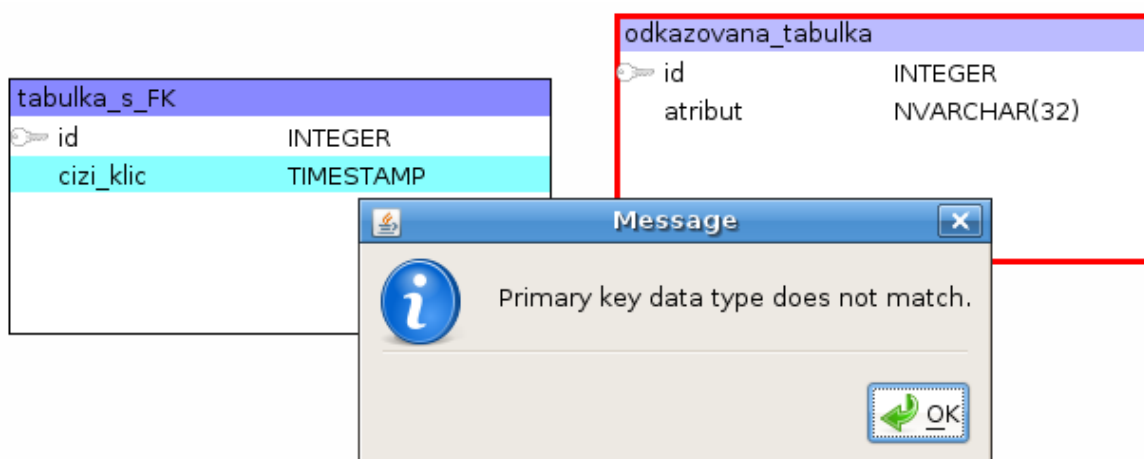 odkazovana_tabulka
id INTEGER
atribut NVARCHAR(32)
tabulka_s_FK
id INTEGER
cizi_klic TIMESTAMP
Message
Primary key data type does not match.
OK